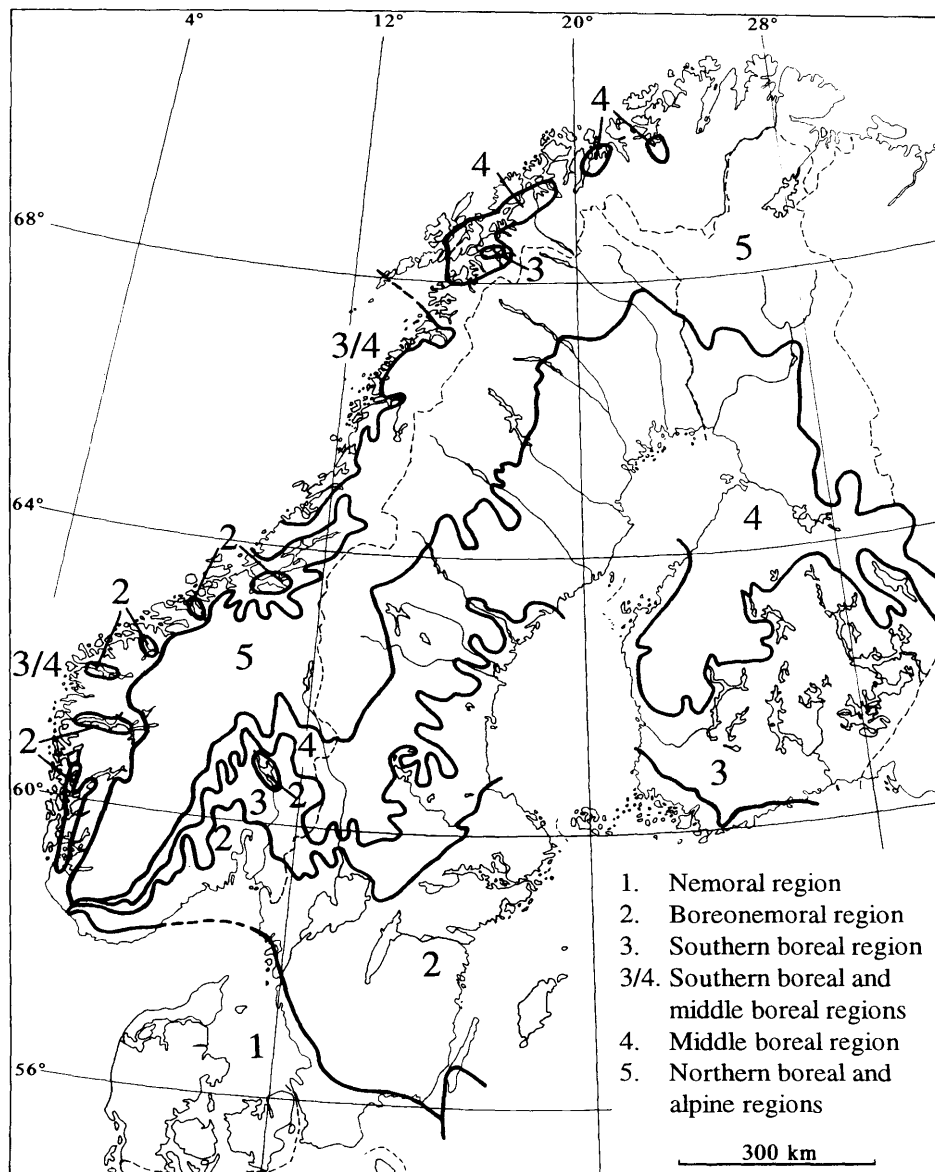 4° 12° 20° 28°
4
4
68°
5
3
3/4
64°
4
2
2
5
3/4
4
2
3
60°
2
3
2
1. Nemoral region
2. Boreonemoral region
2
3. Southern boreal region
3/4. Southern boreal and
middle boreal regions
1
4. Middle boreal region
56°
5. Northern boreal and
alpine regions
300 km